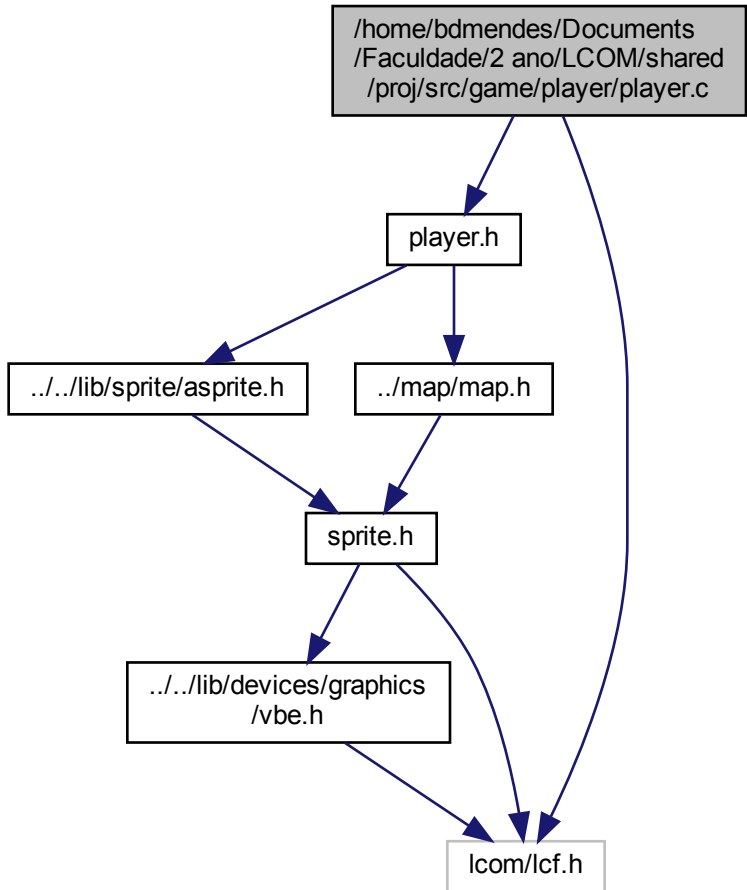 /home/bdmendes/Documents
/Faculdade/2 ano/LCOM/shared
/proj/src/game/player/player.c
player.h
../../lib/sprite/asprite.h
../map/map.h
sprite.h
../../lib/devices/graphics
/vbe.h
lcom/lcf.h